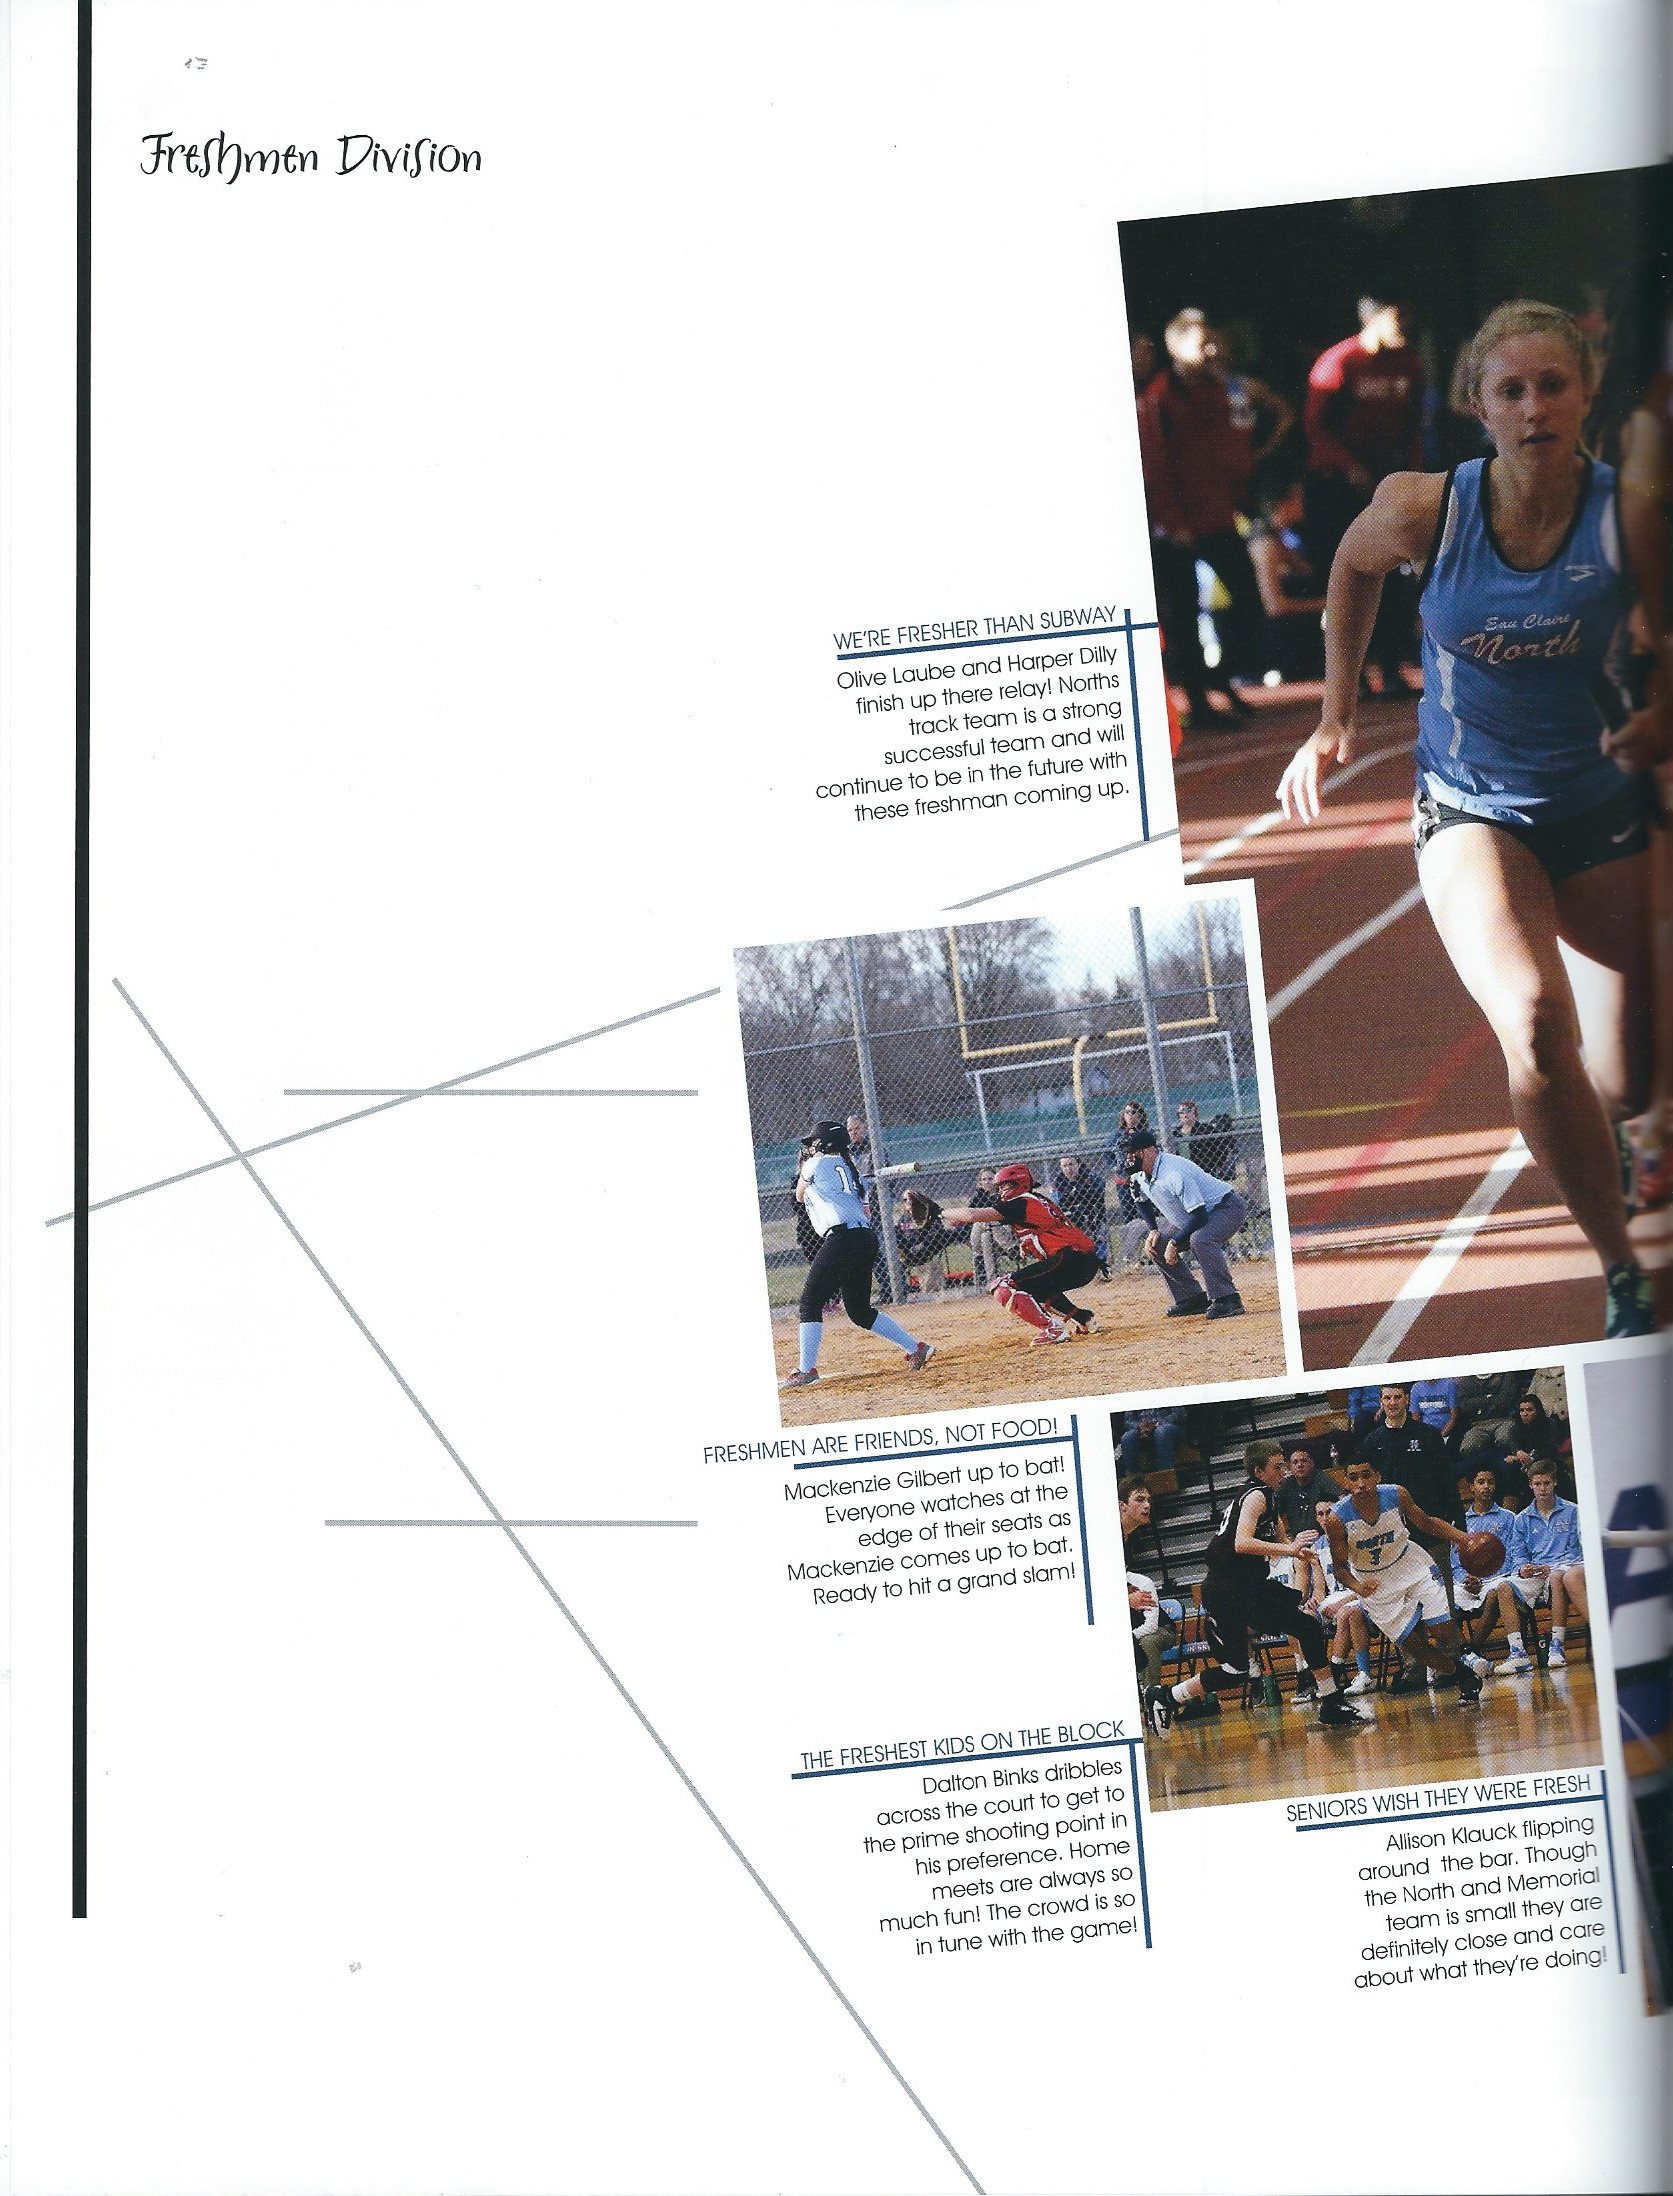 Freshmen Division
WE'RE FRESHER THAN SUBWAY
Olive Laube and Harper Dilly
finish up there relay! Norths
track team is a strong
successful team and will
continue to be in the future with
these freshman coming up.
Eau Claire
North
FRESHMEN ARE FRIENDS, NOT FOOD!
Mackenzie Gilbert up to bat!
Everyone watches at the
edge of their seats as
Mackenzie comes up to bat.
Ready to hit a grand slam!
NORTH
3
THE FRESHEST KIDS ON THE BLOCK
Dalton Binks dribbles
across the court to get to
the prime shooting point in
his preference. Home
meets are always so
much fun! The crowd is so
in tune with the game!
SENIORS WISH THEY WERE FRESH
Allison Klauck flipping
around the bar. Though
the North and Memorial
team is small they are
definitely close and care
about what they're doing!